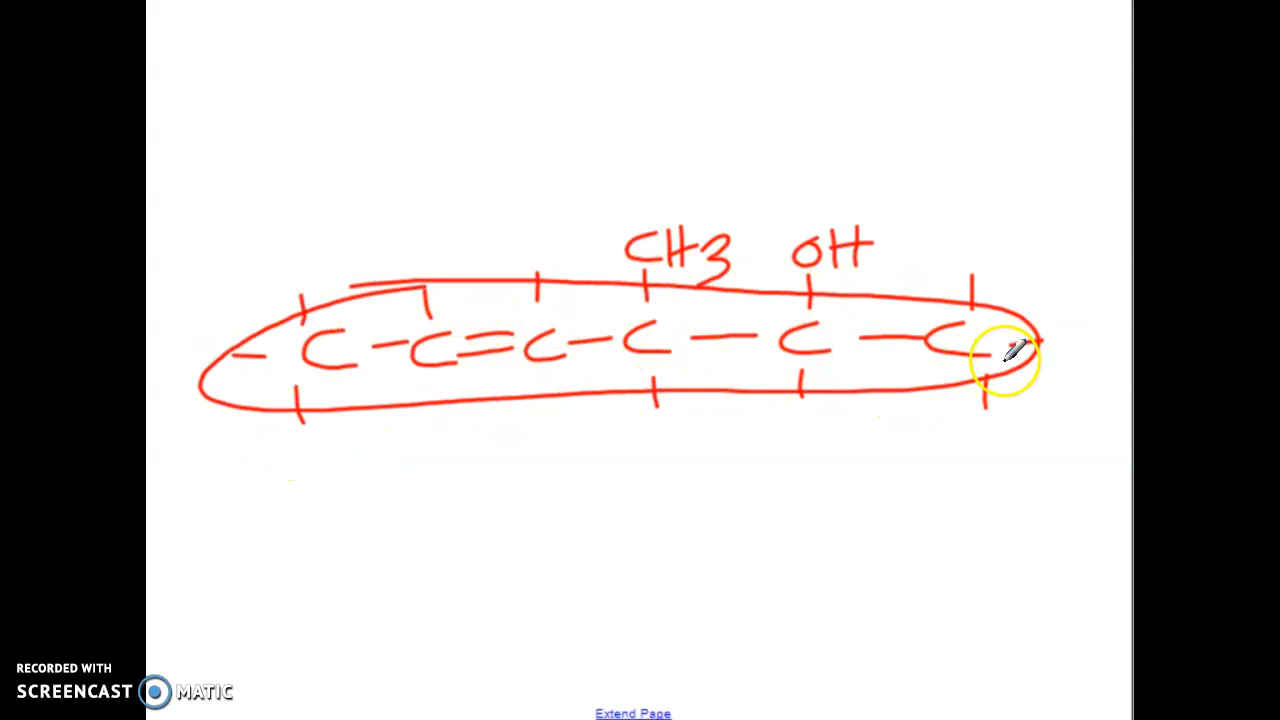 CH3 OH
- C - C = C - C - C - C -
RECORDED WITH
SCREENCAST MATIC
Extend Page